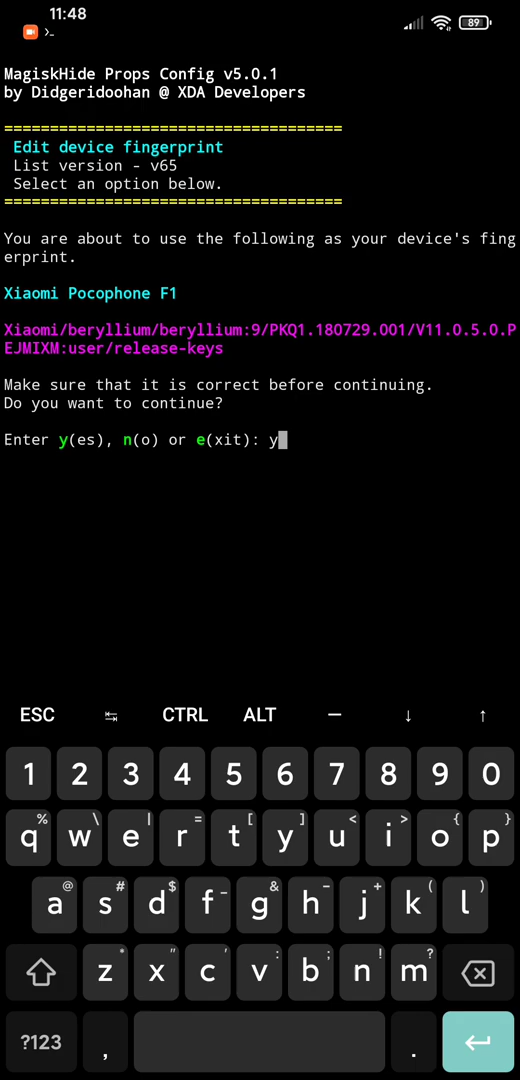 11:48
89
MagiskHide Props Config v5.0.1
by Didgeridoohan @ XDA Developers
=====================================
Edit device fingerprint
List version - v65
Select an option below.
=====================================
You are about to use the following as your device's fing
erprint.
Xiaomi Pocophone F1
Xiaomi/beryllium/beryllium:9/PKQ1.180729.001/V11.0.5.0.P
EJMIXM:user/release-keys
Make sure that it is correct before continuing.
Do you want to continue?
Enter y(es), n(o) or e(xit): y
ESC ↹ CTRL ALT — ↓ ↑
1 2 3 4 5 6 7 8 9 0
% \ | = [ ] < > { }
q w e r t y u i o p
@ # $ _ & - + ( )
a s d f g h j k l
* " ' : ; ! ?
z x c v b n m
?123 , .